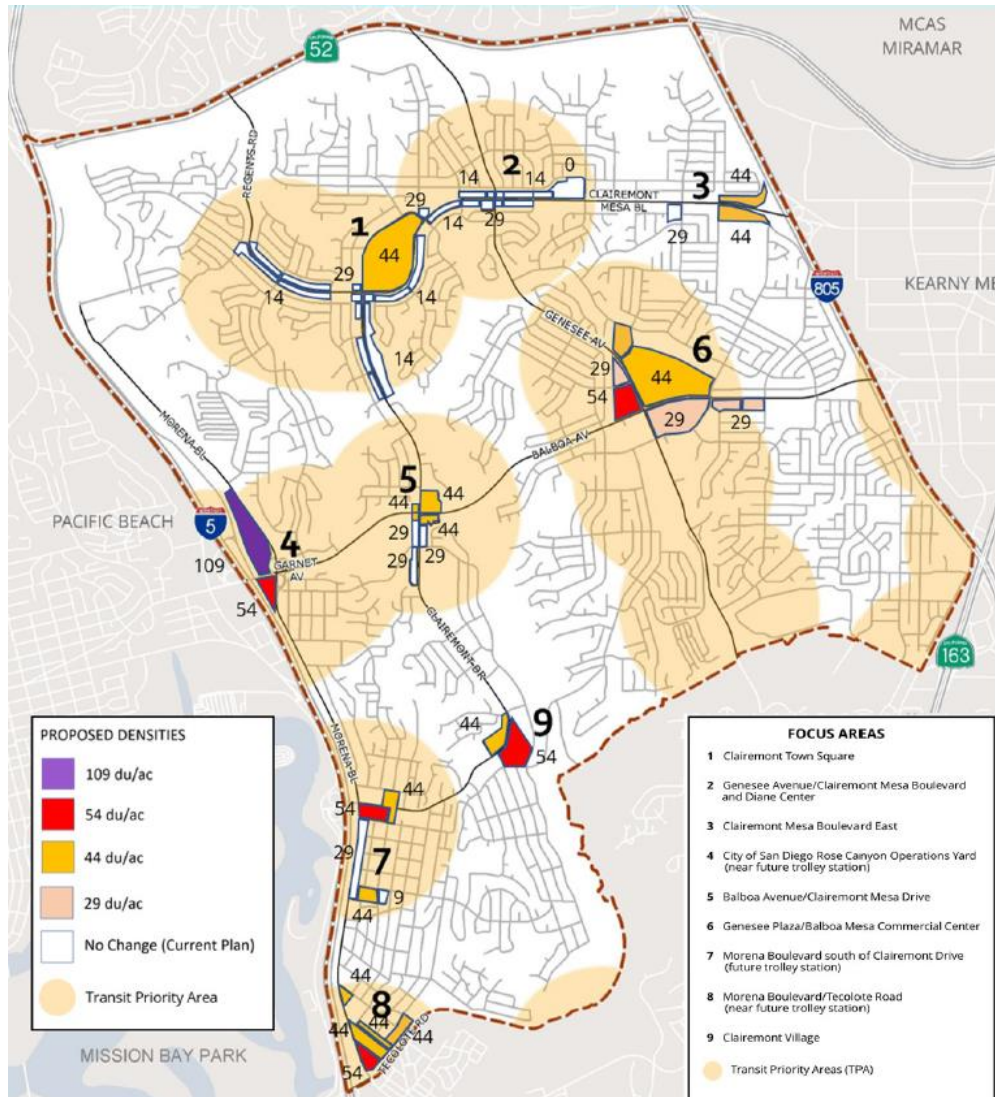 MCAS
MIRAMAR
CALIFORNIA
52
REGENTS RD
2
14
14
0
CLAIREMONT
MESA BL
3
44
29
1
14
29
29
44
44
29
14
14
14
805
KEARNY ME
GENESEE AV
6
29
44
54
29
29
BALBOA AV
MORENA BL
5
44
44
44
29
29
29
PACIFIC BEACH
5
4
GARNET
AV
109
54
CLAIREMONT DR
CALIFORNIA
163
9
44
54
MORENA BL
44
54
29
7
9
44
44
8
44
44
44
TECOLOTE RD
54
MISSION BAY PARK
PROPOSED DENSITIES
109 du/ac
54 du/ac
44 du/ac
29 du/ac
No Change (Current Plan)
Transit Priority Area
FOCUS AREAS
1 Clairemont Town Square
2 Genesee Avenue/Clairemont Mesa Boulevard
and Diane Center
3 Clairemont Mesa Boulevard East
4 City of San Diego Rose Canyon Operations Yard
(near future trolley station)
5 Balboa Avenue/Clairemont Mesa Drive
6 Genesee Plaza/Balboa Mesa Commercial Center
7 Morena Boulevard south of Clairemont Drive
(future trolley station)
8 Morena Boulevard/Tecolote Road
(near future trolley station)
9 Clairemont Village
Transit Priority Areas (TPA)